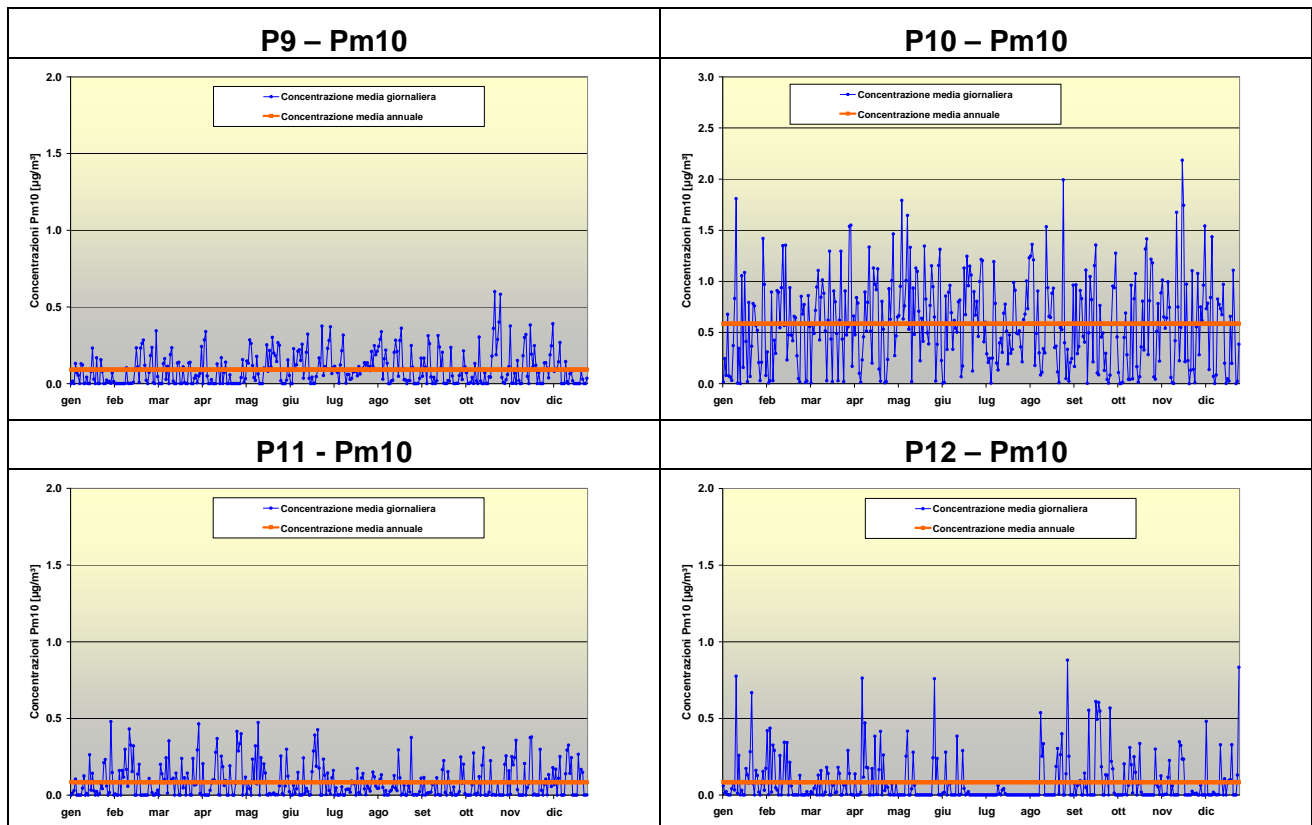 P9 – Pm10
P10 – Pm10
Concentrazioni Pm10 [µg/m³]
2.0
1.5
1.0
0.5
0.0
Concentrazione media giornaliera
Concentrazione media annuale
gen feb mar apr mag giu lug ago set ott nov dic
Concentrazioni Pm10 [µg/m³]
3.0
2.5
2.0
1.5
1.0
0.5
0.0
Concentrazione media giornaliera
Concentrazione media annuale
gen feb mar apr mag giu lug ago set ott nov dic
P11 - Pm10
P12 – Pm10
Concentrazioni Pm10 [µg/m³]
2.0
1.5
1.0
0.5
0.0
Concentrazione media giornaliera
Concentrazione media annuale
gen feb mar apr mag giu lug ago set ott nov dic
Concentrazioni Pm10 [µg/m³]
2.0
1.5
1.0
0.5
0.0
Concentrazione media giornaliera
Concentrazione media annuale
gen feb mar apr mag giu lug ago set ott nov dic